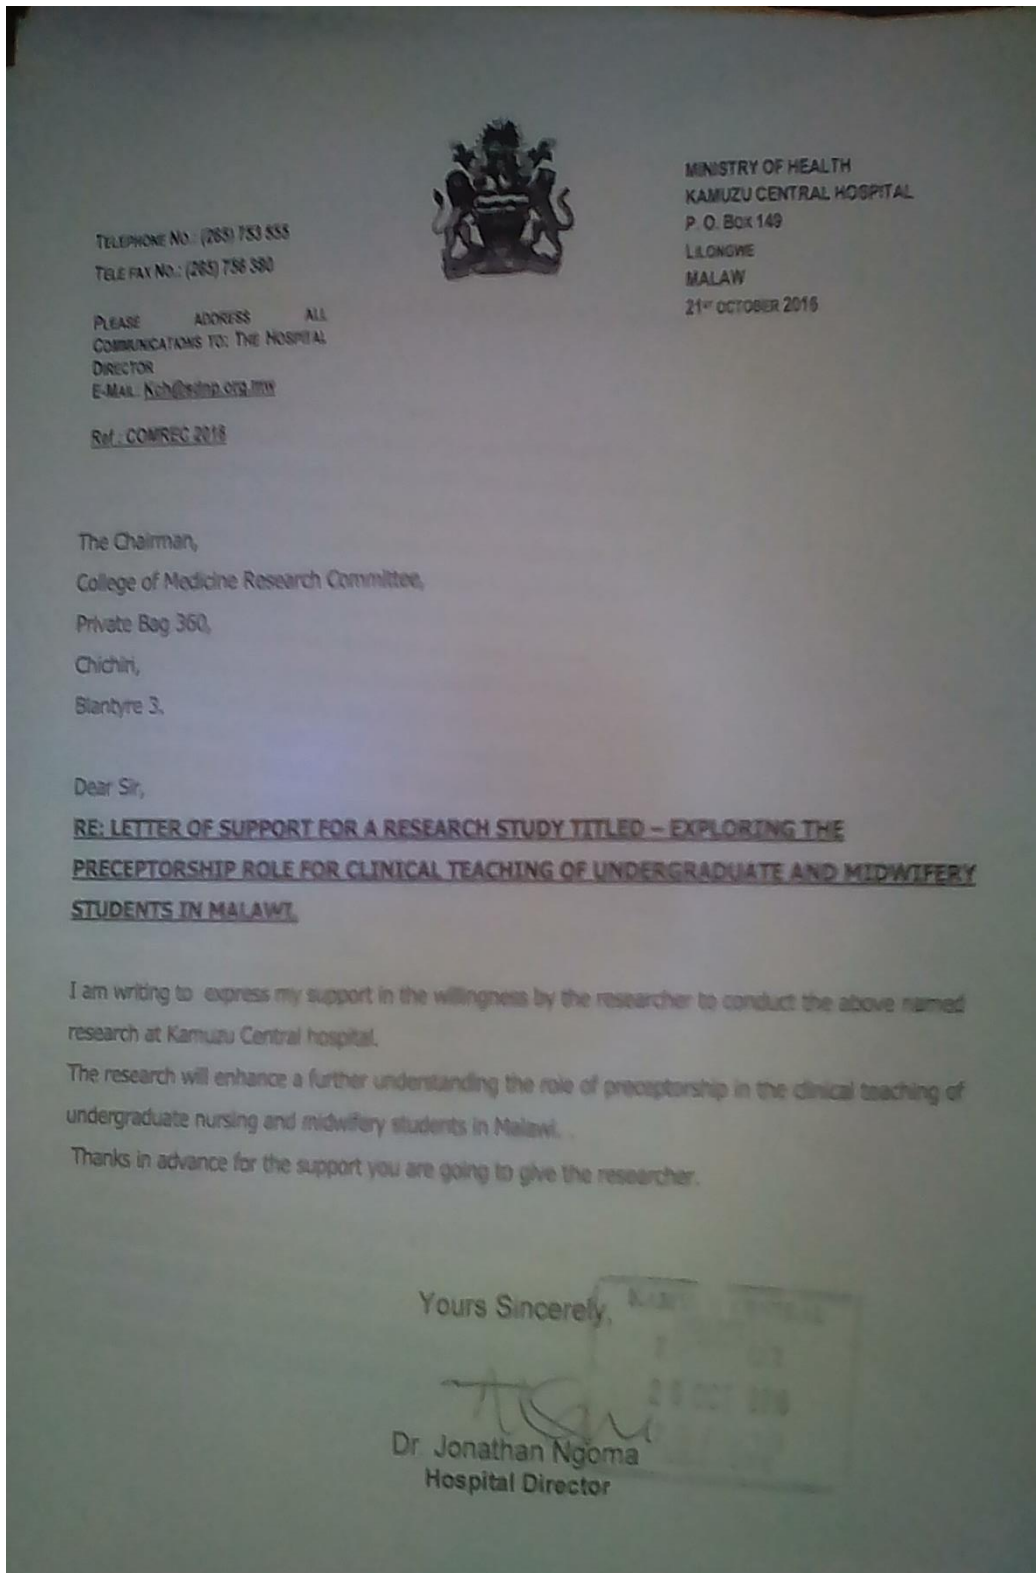 MINISTRY OF HEALTH
KAMUZU CENTRAL HOSPITAL
P. O. BOX 149
LILONGWE
MALAW
21ST OCTOBER 2016
TELEPHONE NO.: (265) 753 555
TELE FAX NO.: (265) 756 380
PLEASE ADDRESS ALL
COMMUNICATIONS TO: THE HOSPITAL
DIRECTOR
E-MAIL: Kch@sdnp.org.mw
Ref.: COMREC 2016
The Chairman,
College of Medicine Research Committee,
Private Bag 360,
Chichiri,
Blantyre 3.
Dear Sir,
RE: LETTER OF SUPPORT FOR A RESEARCH STUDY TITLED – EXPLORING THE
PRECEPTORSHIP ROLE FOR CLINICAL TEACHING OF UNDERGRADUATE AND MIDWIFERY
STUDENTS IN MALAWI.
I am writing to express my support in the willingness by the researcher to conduct the above named
research at Kamuzu Central hospital.
The research will enhance a further understanding the role of preceptorship in the clinical teaching of
undergraduate nursing and midwifery students in Malawi. .
Thanks in advance for the support you are going to give the researcher.
Yours Sincerely,
OCT
Dr. Jonathan Ngoma
Hospital Director